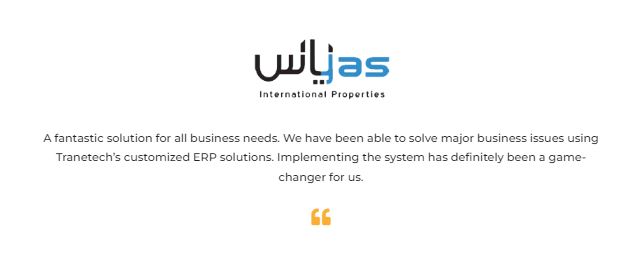 ياس yas
International Properties
A fantastic solution for all business needs. We have been able to solve major business issues using
Tranetech's customized ERP solutions. Implementing the system has definitely been a game-
changer for us.
“